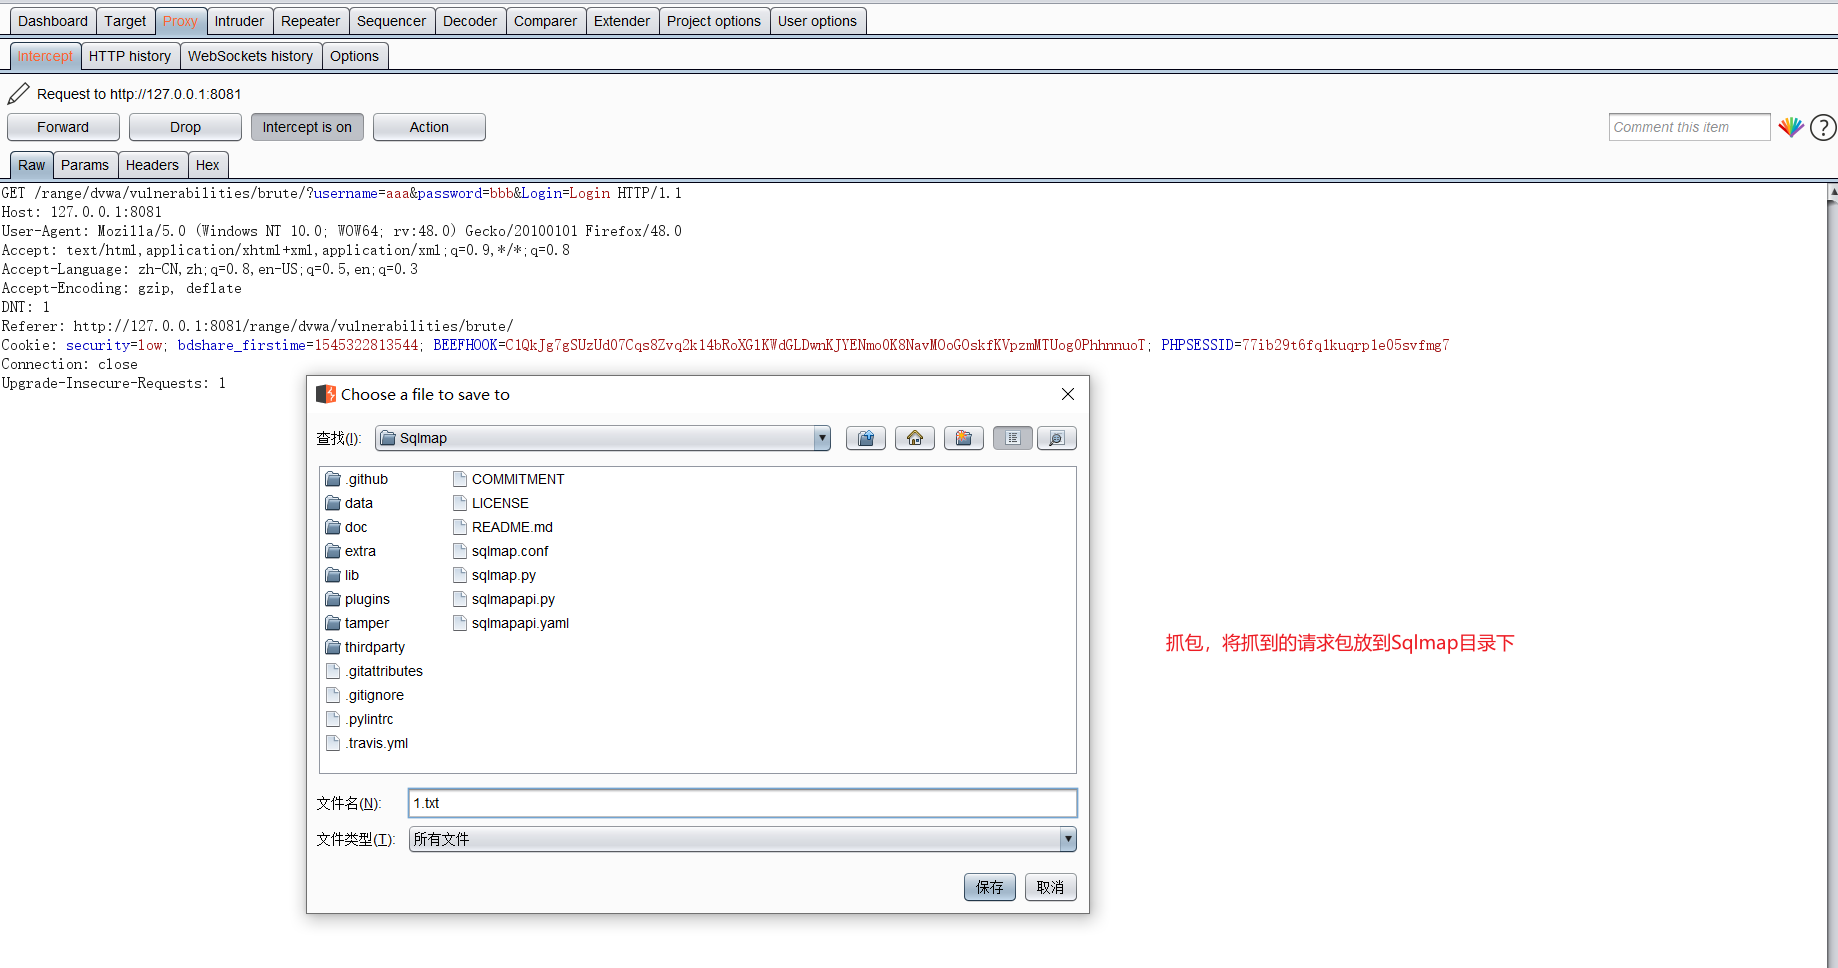 Dashboard Target Proxy Intruder Repeater Sequencer Decoder Comparer Extender Project options User options
Intercept HTTP history WebSockets history Options
Request to http://127.0.0.1:8081
Forward Drop Intercept is on Action Comment this item ?
Raw Params Headers Hex
GET /range/dvwa/vulnerabilities/brute/?username=aaa&password=bbb&Login=Login HTTP/1.1
Host: 127.0.0.1:8081
User-Agent: Mozilla/5.0 (Windows NT 10.0; WOW64; rv:48.0) Gecko/20100101 Firefox/48.0
Accept: text/html,application/xhtml+xml,application/xml;q=0.9,*/*;q=0.8
Accept-Language: zh-CN,zh;q=0.8,en-US;q=0.5,en;q=0.3
Accept-Encoding: gzip, deflate
DNT: 1
Referer: http://127.0.0.1:8081/range/dvwa/vulnerabilities/brute/
Cookie: security=low; bdshare_firstime=1545322813544; BEEFHOOK=ClQkJg7gSUzUd07Cqs8Zvq2k14bRoXGlKWdGLDwnKJYENmo0K8NavMOoGOskfKVpzmMTUog0PhhnnuoT; PHPSESSID=77ib29t6fqlkuqrple05svfmg7
Connection: close
Upgrade-Insecure-Requests: 1
Choose a file to save to
查找(I): Sqlmap
.github COMMITMENT
data LICENSE
doc README.md
extra sqlmap.conf
lib sqlmap.py
plugins sqlmapapi.py
tamper sqlmapapi.yaml
thirdparty
.gitattributes
.gitignore
.pylintrc
.travis.yml
抓包，将抓到的请求包放到Sqlmap目录下
文件名(N): 1.txt
文件类型(T): 所有文件
保存 取消